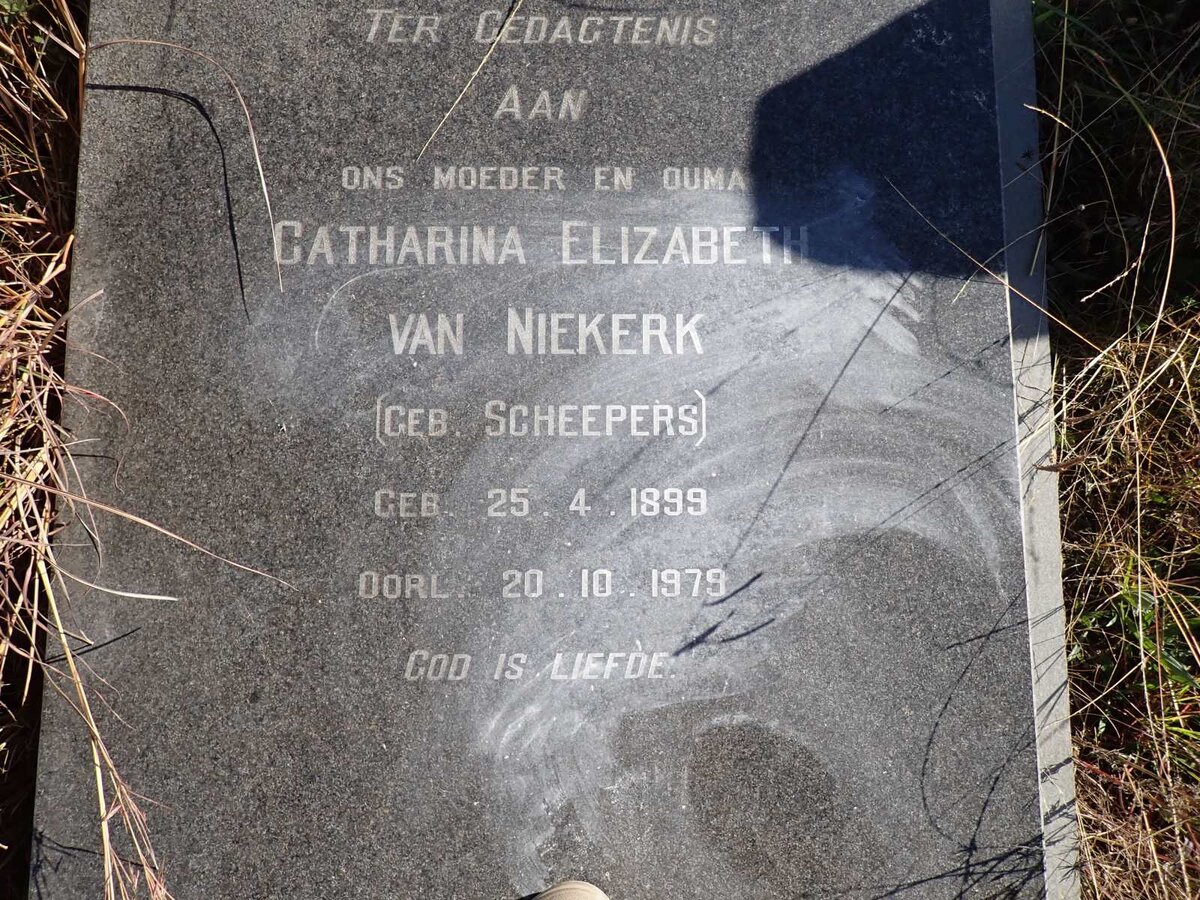 TER GEDAGTENIS
AAN
ONS MOEDER EN OUMA
CATHARINA ELIZABETH
VAN NIEKERK
(GEB. SCHEEPERS)
GEB. 25. 4. 1899
OORL. 20. 10. 1979
GOD IS LIEFDE.